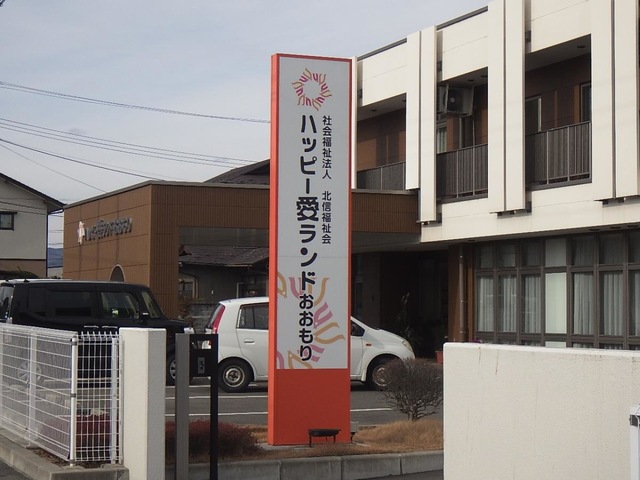 社会福祉法人 北信福祉会
ハッピー愛ランドおおもり